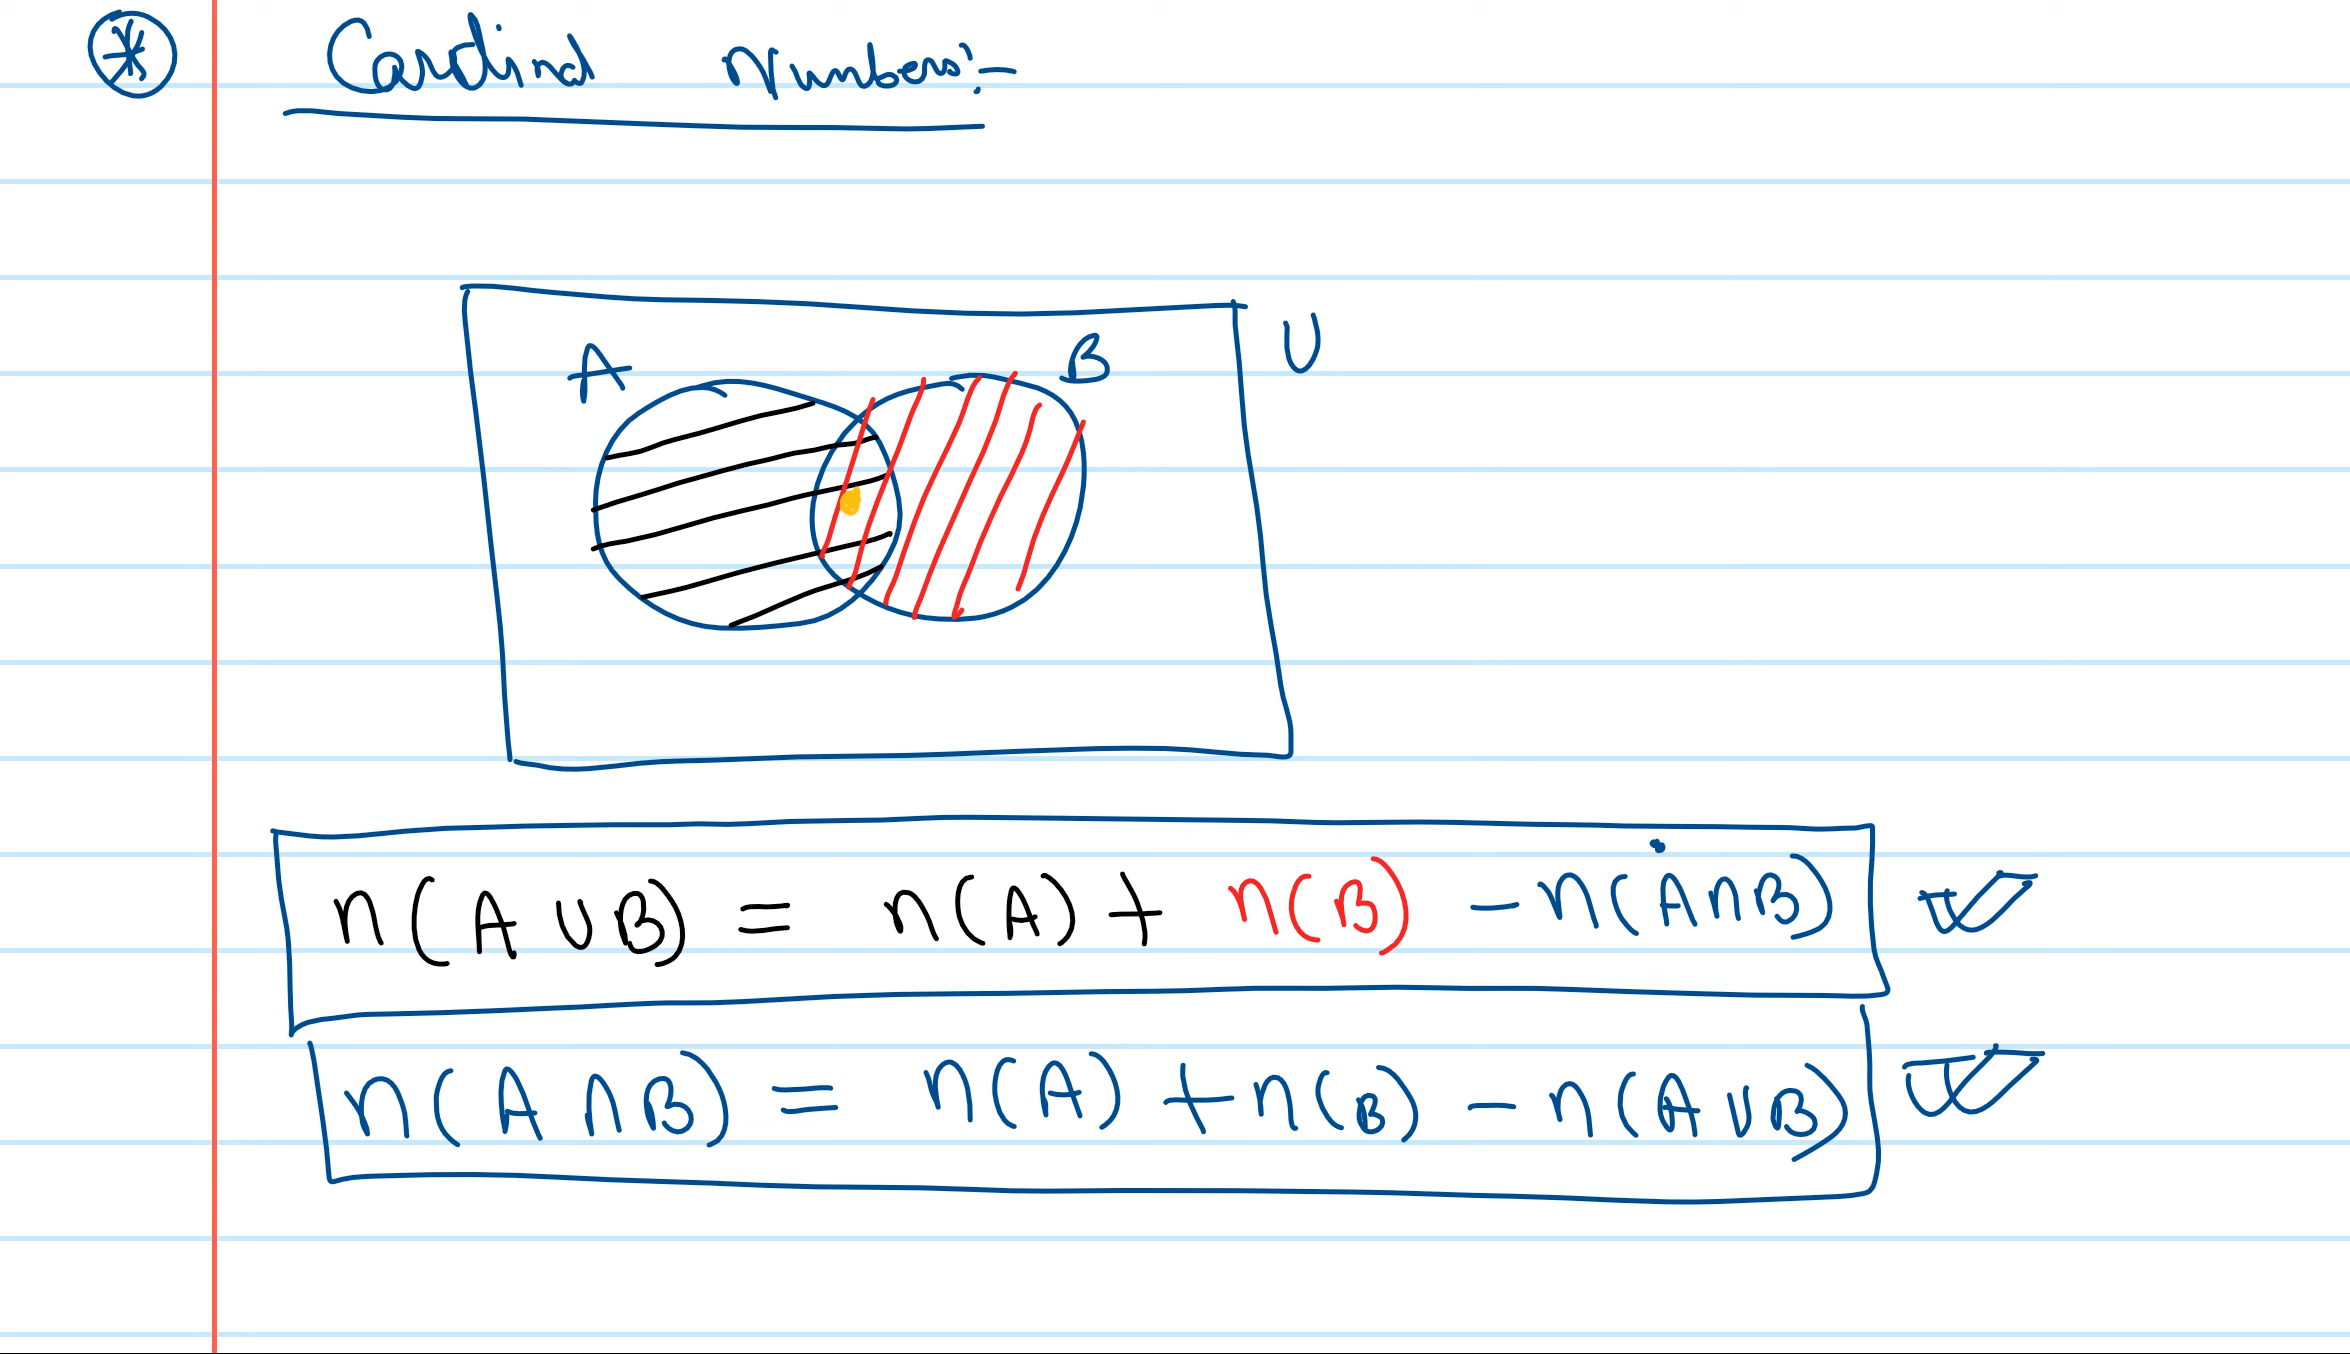 * Cardinal Numbers:-
A B U
n(A∪B) = n(A) + n(B) - n(A∩B)
n(A∩B) = n(A) + n(B) - n(A∪B)